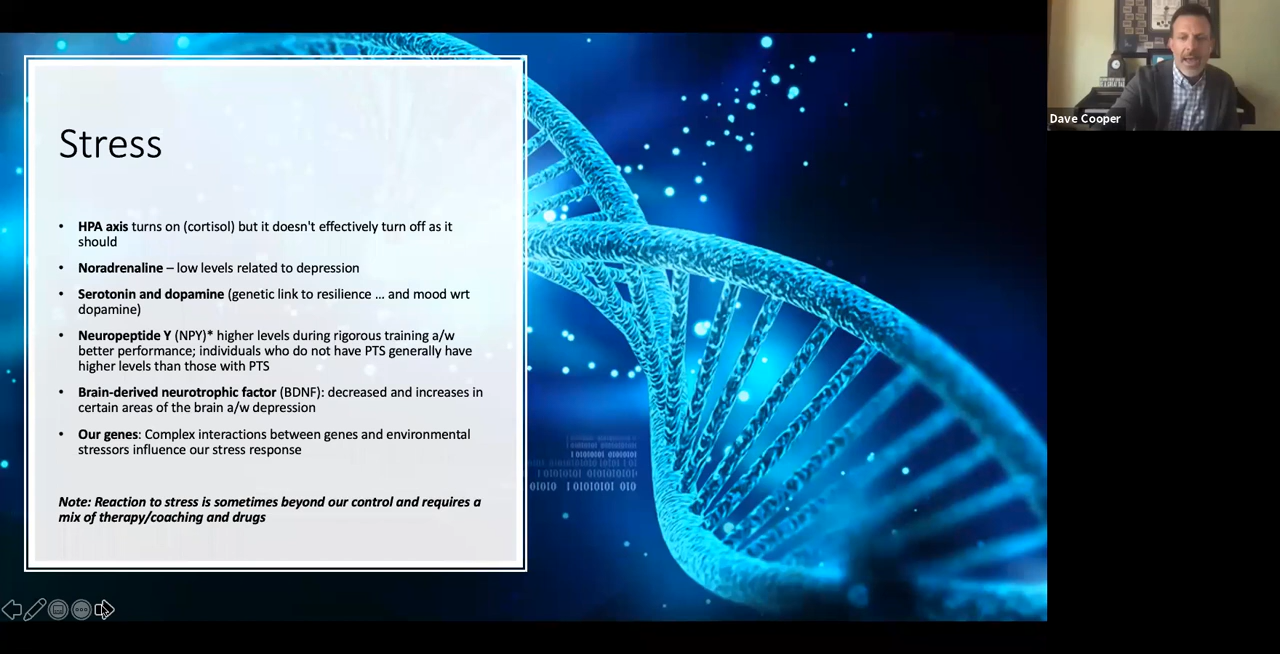 Stress
• HPA axis turns on (cortisol) but it doesn't effectively turn off as it
should
• Noradrenaline – low levels related to depression
• Serotonin and dopamine (genetic link to resilience ... and mood wrt
dopamine)
• Neuropeptide Y (NPY)* higher levels during rigorous training a/w
better performance; individuals who do not have PTS generally have
higher levels than those with PTS
• Brain-derived neurotrophic factor (BDNF): decreased and increases in
certain areas of the brain a/w depression
• Our genes: Complex interactions between genes and environmental
stressors influence our stress response
Note: Reaction to stress is sometimes beyond our control and requires a
mix of therapy/coaching and drugs
Dave Cooper